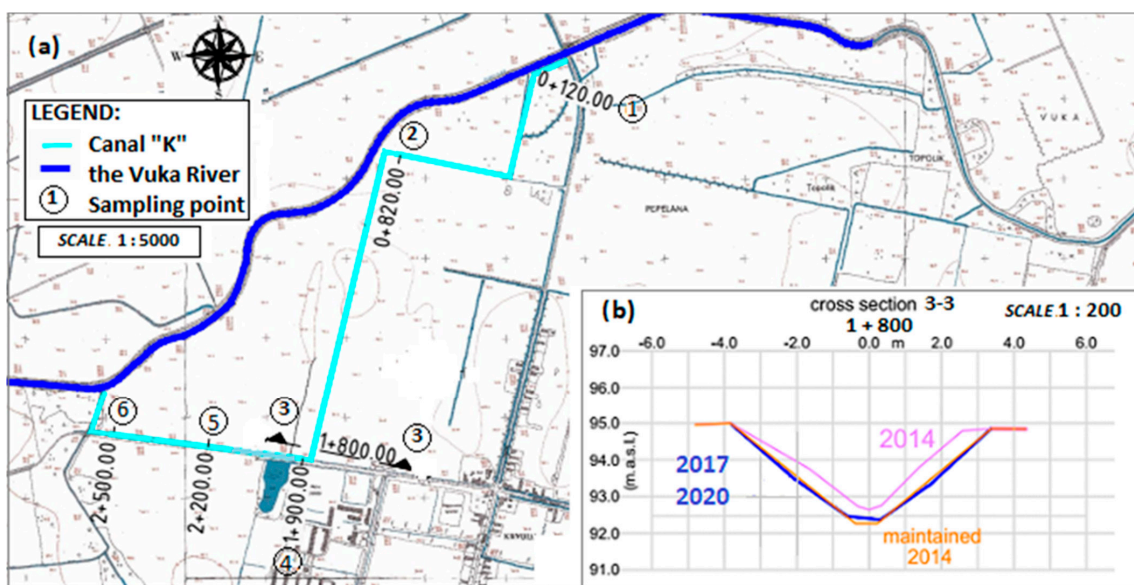 (a)
N
W
E
S
LEGEND:
Canal "K"
the Vuka River
① Sampling point
SCALE. 1:5000
0+120.00
①
②
0+820.00
③
1+800.00
③
1+900.00
④
2+200.00
⑤
2+500.00
⑥
VUKA
TOPOLIK
Topolik
PEPELANA
(b)
cross section 3-3
1 + 800
SCALE 1 : 200
-6.0 -4.0 -2.0 0.0 m 2.0 4.0 6.0
97.0
96.0
95.0
94.0
93.0
92.0
91.0
(m.a.s.l.)
2014
2017
2020
maintained
2014